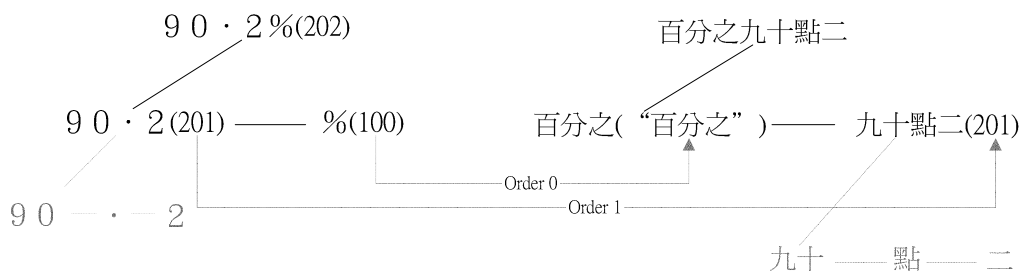 ９０‧２％(202) 百分之九十點二
９０‧２(201) ％(100) 百分之( “百分之” ) 九十點二(201)
Order 0
９０ ‧ ２ Order 1
九十 點 二